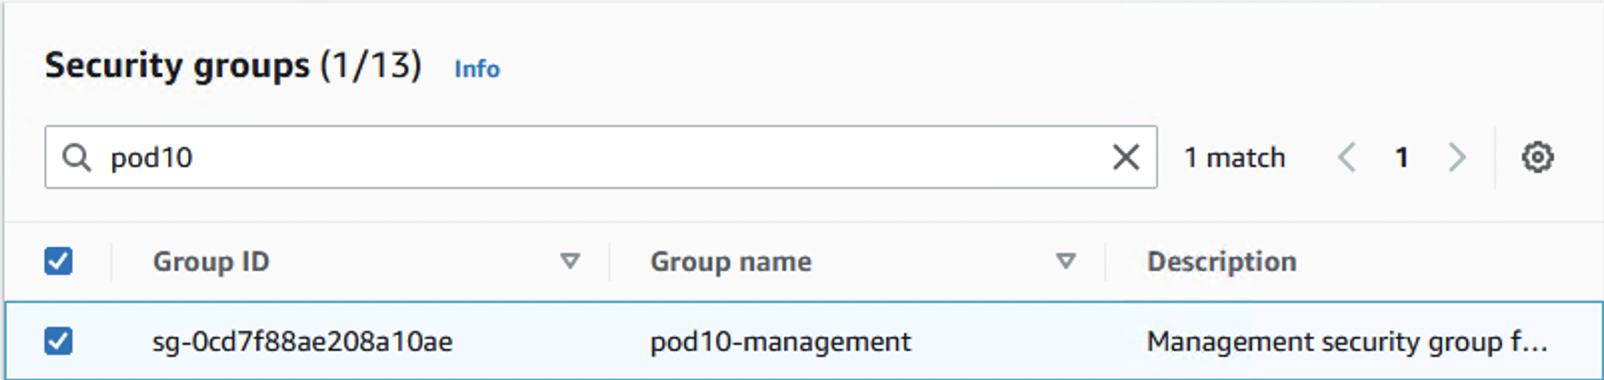 Security groups (1/13) Info
pod10 1 match 1
Group ID Group name Description
sg-0cd7f88ae208a10ae pod10-management Management security group f...